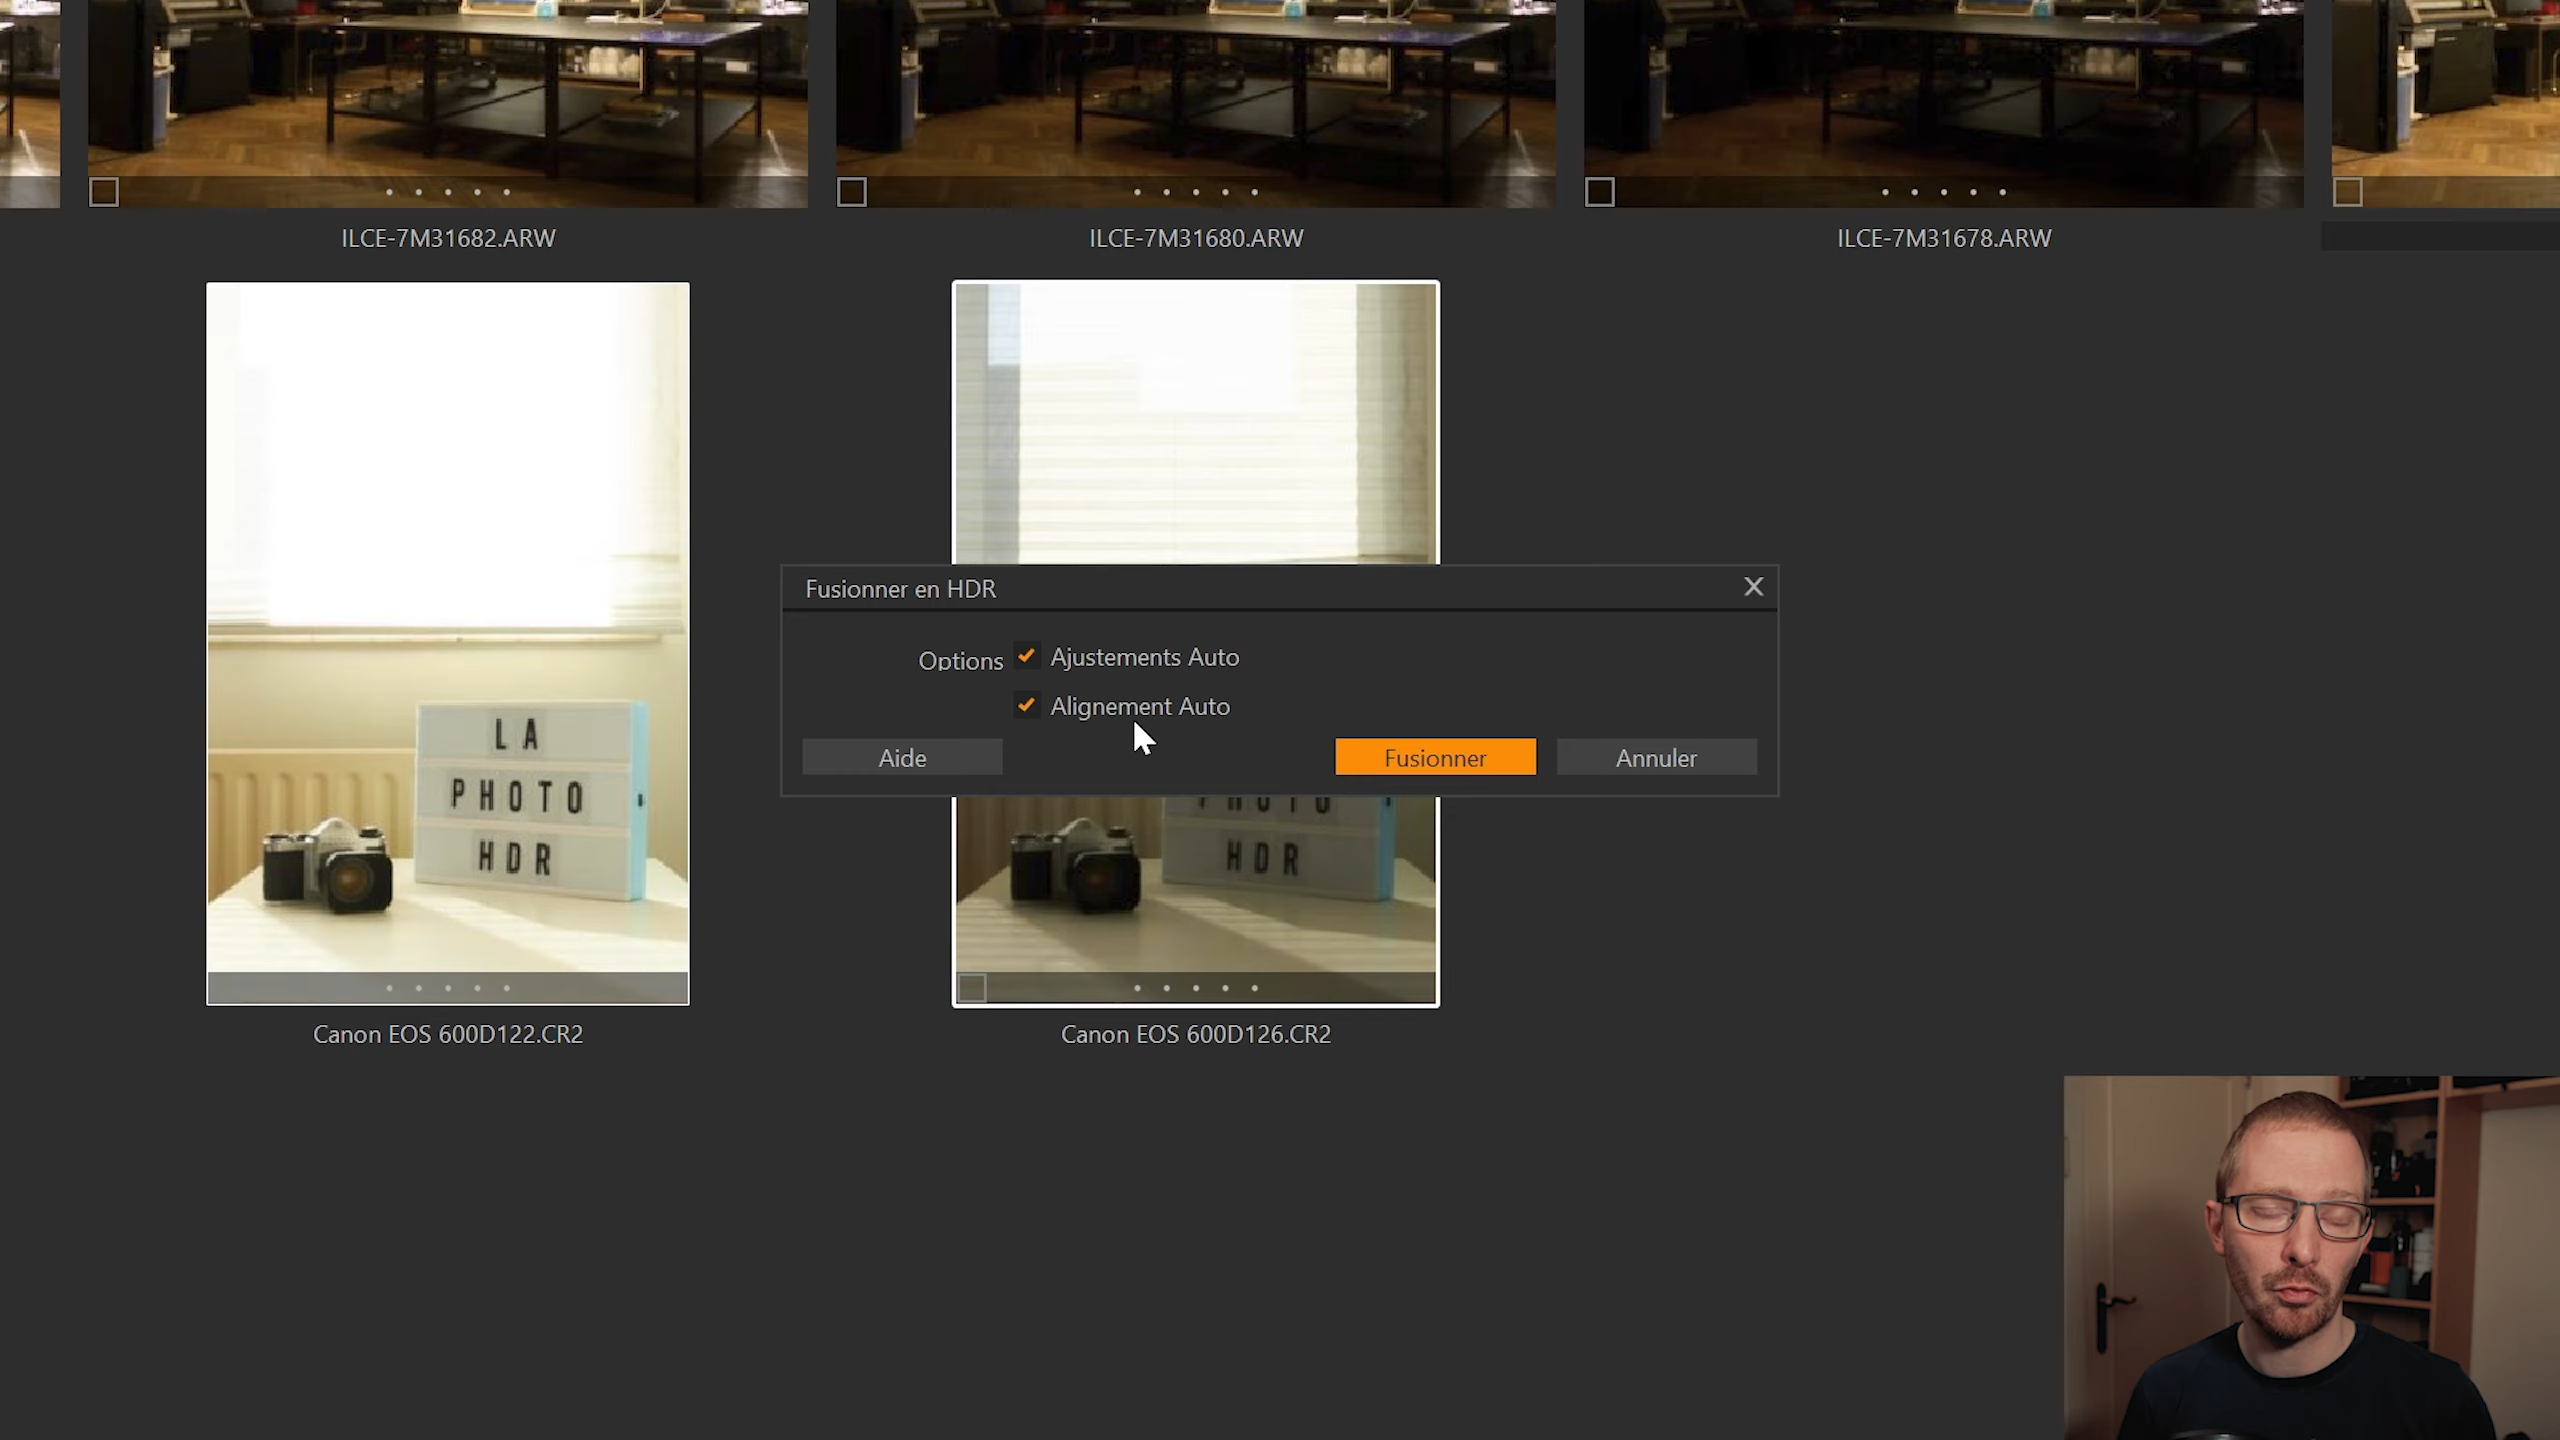 ILCE-7M31682.ARW
ILCE-7M31680.ARW
ILCE-7M31678.ARW
Fusionner en HDR
Options
Ajustements Auto
Alignement Auto
Aide
Fusionner
Annuler
LA
PHOTO
HDR
PHOTO
HDR
Canon EOS 600D122.CR2
Canon EOS 600D126.CR2